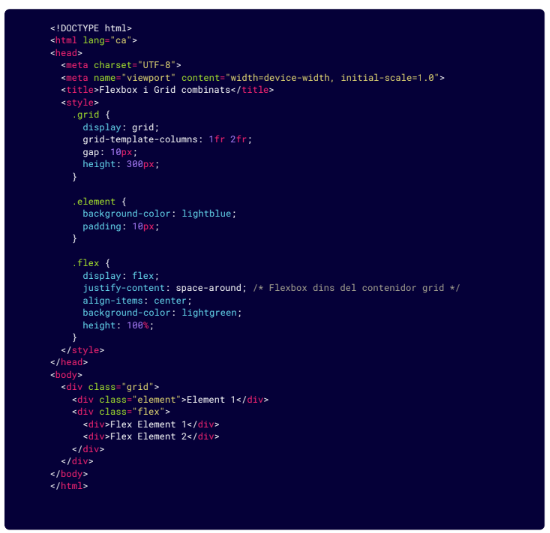 <!DOCTYPE html>
<html lang="ca">
<head>
  <meta charset="UTF-8">
  <meta name="viewport" content="width=device-width, initial-scale=1.0">
  <title>Flexbox i Grid combinats</title>
  <style>
    .grid {
      display: grid;
      grid-template-columns: 1fr 2fr;
      gap: 10px;
      height: 300px;
    }

    .element {
      background-color: lightblue;
      padding: 10px;
    }

    .flex {
      display: flex;
      justify-content: space-around; /* Flexbox dins del contenidor grid */
      align-items: center;
      background-color: lightgreen;
      height: 100%;
    }
  </style>
</head>
<body>
  <div class="grid">
    <div class="element">Element 1</div>
    <div class="flex">
      <div>Flex Element 1</div>
      <div>Flex Element 2</div>
    </div>
  </div>
</body>
</html>